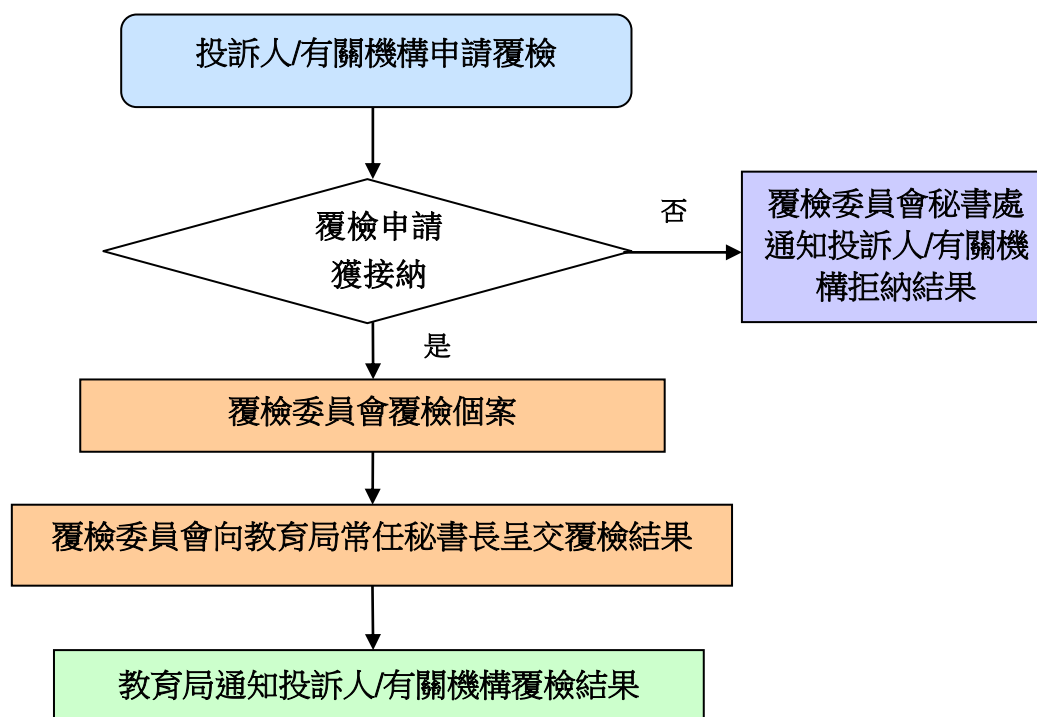 投訴人/有關機構申請覆檢
覆檢申請
獲接納
否
覆檢委員會秘書處
通知投訴人/有關機
構拒納結果
是
覆檢委員會覆檢個案
覆檢委員會向教育局常任秘書長呈交覆檢結果
教育局通知投訴人/有關機構覆檢結果